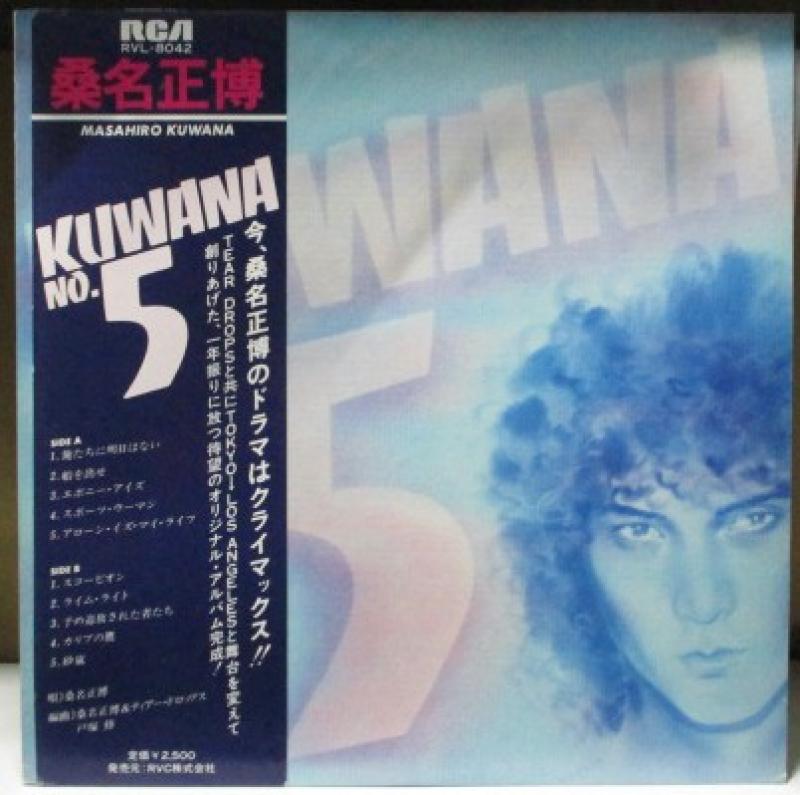 RCA
RVL-8042
桑名正博
MASAHIRO KUWANA
KUWANA
NO. 5
今、桑名正博のドラマはクライマックス!!
TEAR DROPSと共にTOKYO→LOS ANGELESと舞台を変えて
創りあげた、一年振りに放つ待望のオリジナル・アルバム完成!
SIDE A
1. 俺たちに明日はない
2. 船を出せ
3. エボニー・アイズ
4. スポーツ・ウーマン
5. アローン・イズ・マイ・ライフ
SIDE B
1. スコーピオン
2. ライム・ライト
3. 追放された者たち
4. カリブの鷹
5. 砂嵐
唄)桑名正博
編曲)桑名正博&ティアードロップス
戸塚 修
定価¥2,500
発売元:RVC株式会社
WANA
5